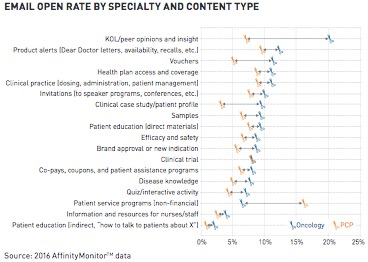 EMAIL OPEN RATE BY SPECIALTY AND CONTENT TYPE
KOL/peer opinions and insight
Product alerts (Dear Doctor letters, availability, recalls, etc.)
Vouchers
Health plan access and coverage
Clinical practice (dosing, administration, patient management)
Invitations (to speaker programs, conferences, etc.)
Clinical case study/patient profile
Samples
Patient education (direct materials)
Efficacy and safety
Brand approval or new indication
Clinical trial
Co-pays, coupons, and patient assistance programs
Disease knowledge
Quiz/interactive activity
Patient service programs (non-financial)
Information and resources for nurses/staff
Patient education (indirect, "how to talk to patients about X")
Oncology PCP
0% 5% 10% 15% 20% 25%
Source: 2016 AffinityMonitor™ data